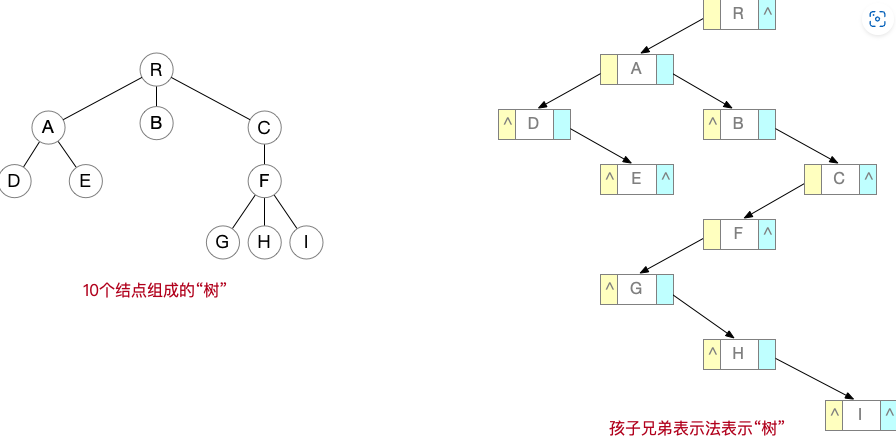 R
A
B
C
D
E
F
G
H
I
10个结点组成的“树”
R ^
A
^ D
^ B
^ E ^
C ^
F ^
^ G
^ H
^ I ^
孩子兄弟表示法表示“树”